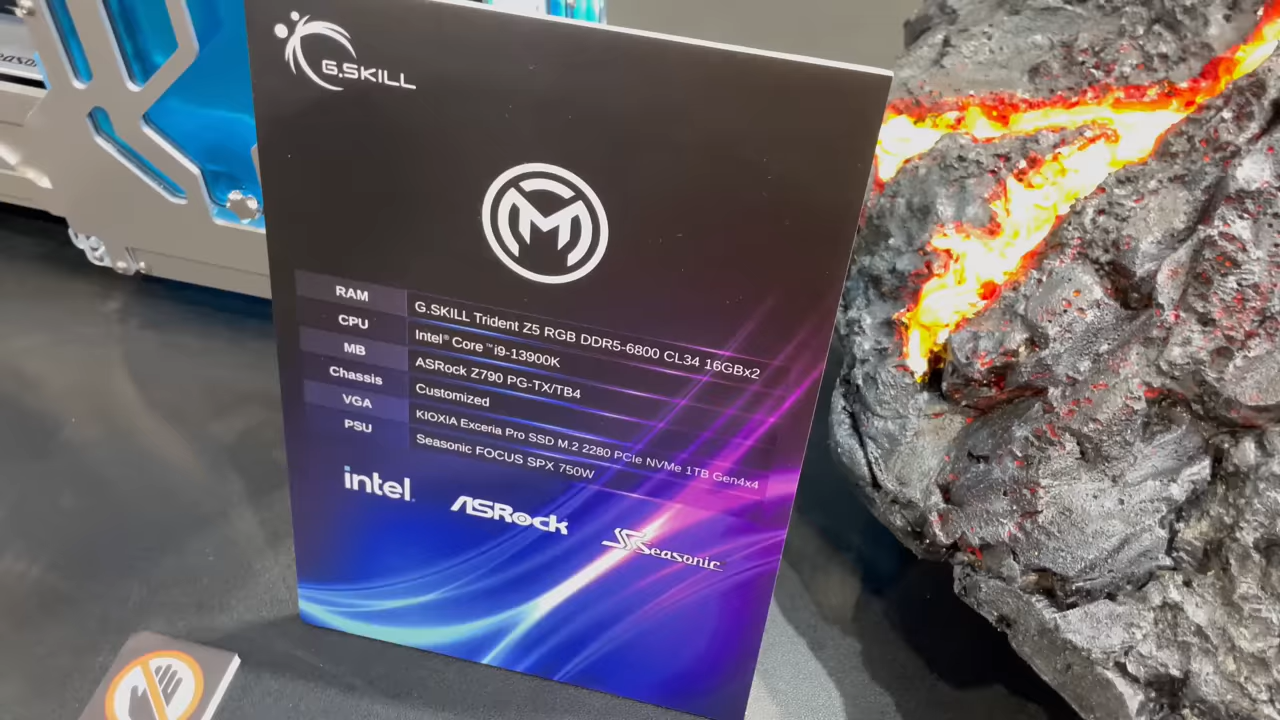 G.SKILL
RAM G.SKILL Trident Z5 RGB DDR5-6800 CL34 16GBx2
CPU Intel® Core™ i9-13900K
MB ASRock Z790 PG-TX/TB4
Chassis Customized
VGA KIOXIA Exceria Pro SSD M.2 2280 PCIe NVMe 1TB Gen4x4
PSU Seasonic FOCUS SPX 750W
intel.
ASRock
Seasonic